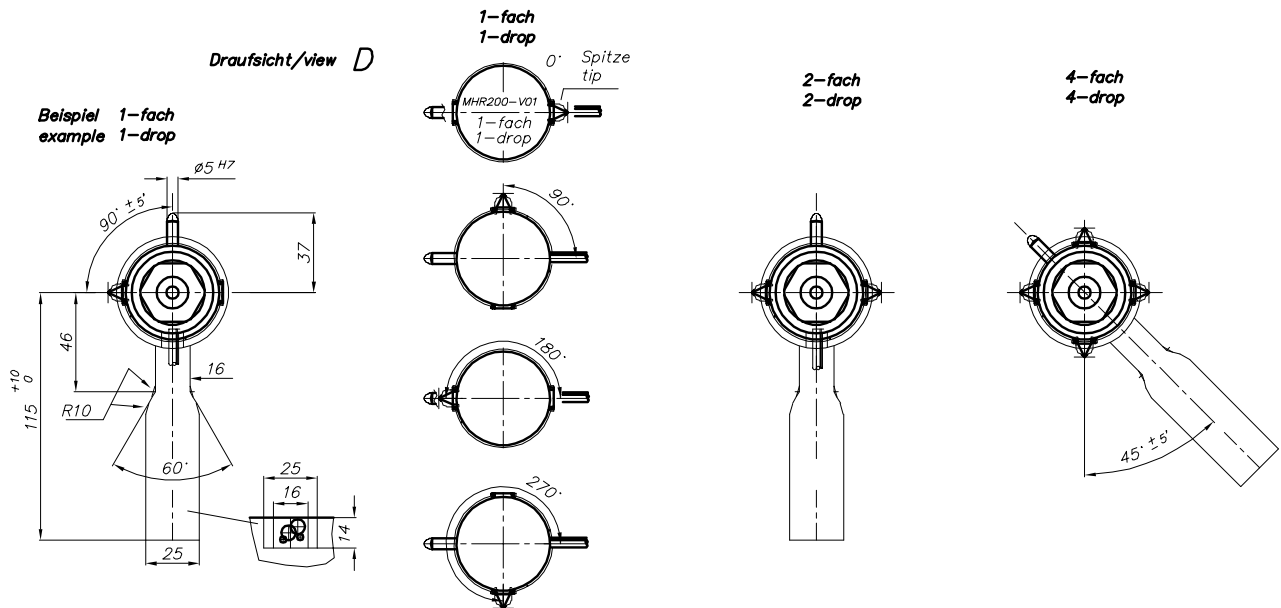 Draufsicht/view D
Beispiel 1-fach
example 1-drop
ø5 H7
90° ±5'
37
46
115 +10 0
16
R10
60°
25
25
16
14
1-fach
1-drop
0° Spitze
tip
MHR200-V01
1-fach
1-drop
90°
180°
270°
2-fach
2-drop
4-fach
4-drop
45° ±5'